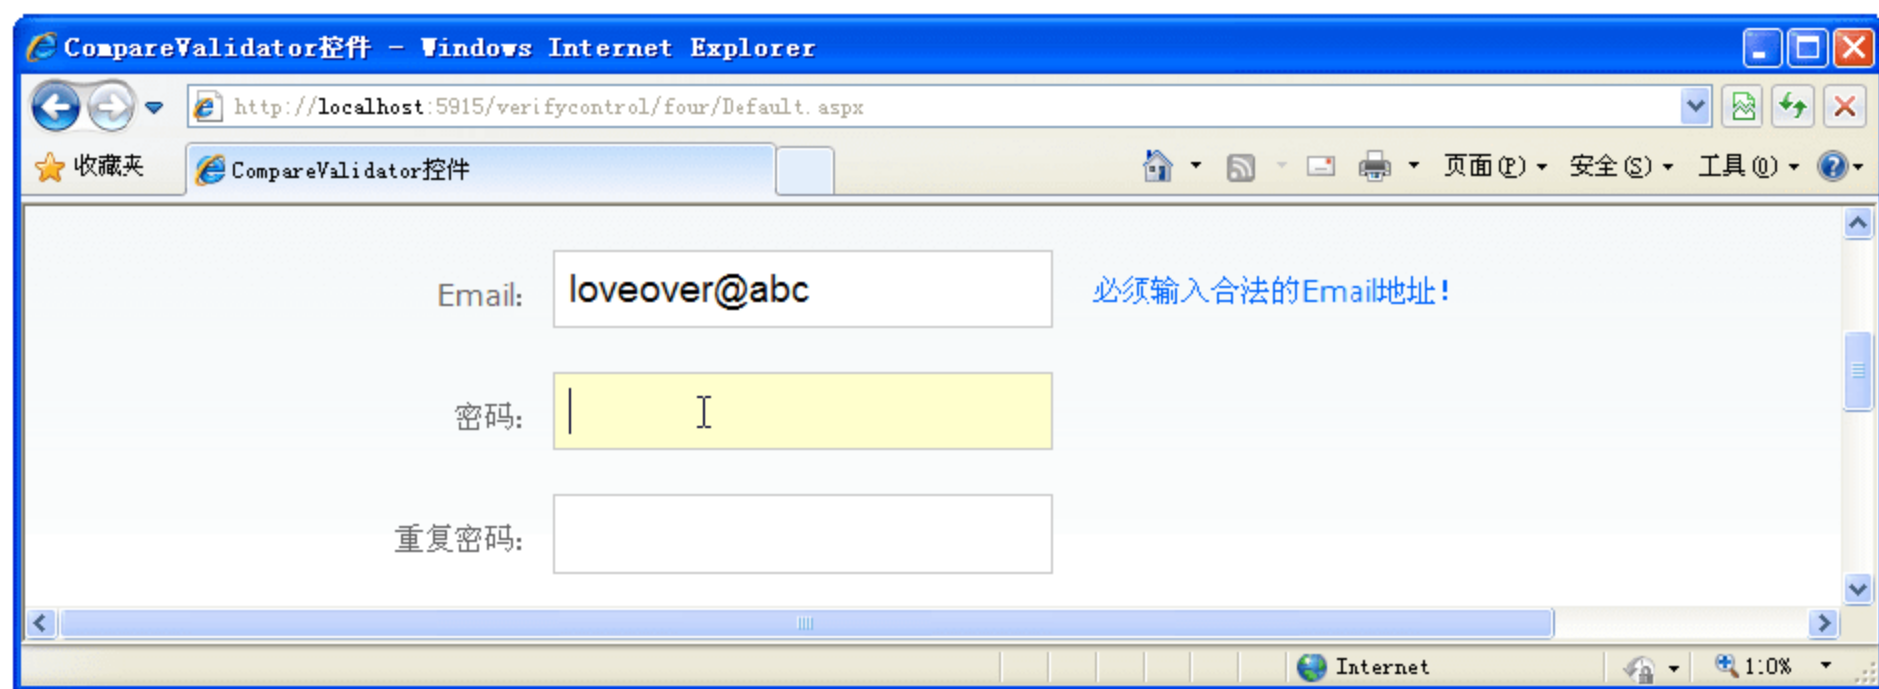 CompareValidator控件 - Windows Internet Explorer
http://localhost:5915/verifycontrol/four/Default.aspx
收藏夹 CompareValidator控件 页面(P) 安全(S) 工具(O)
Email: loveover@abc 必须输入合法的Email地址!
密码:
重复密码:
Internet